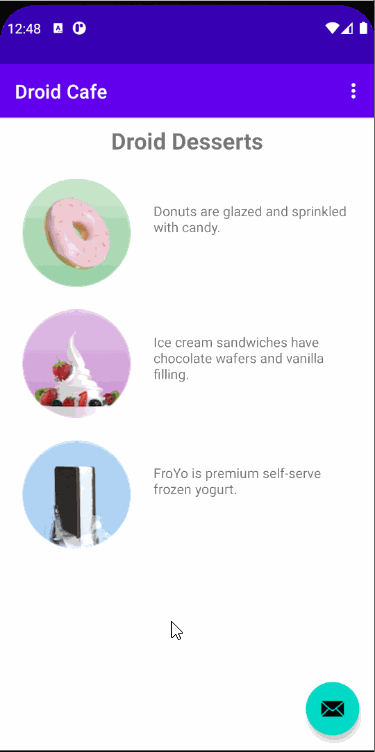 12:48
Droid Cafe
Droid Desserts
Donuts are glazed and sprinkled
with candy.
Ice cream sandwiches have
chocolate wafers and vanilla
filling.
FroYo is premium self-serve
frozen yogurt.